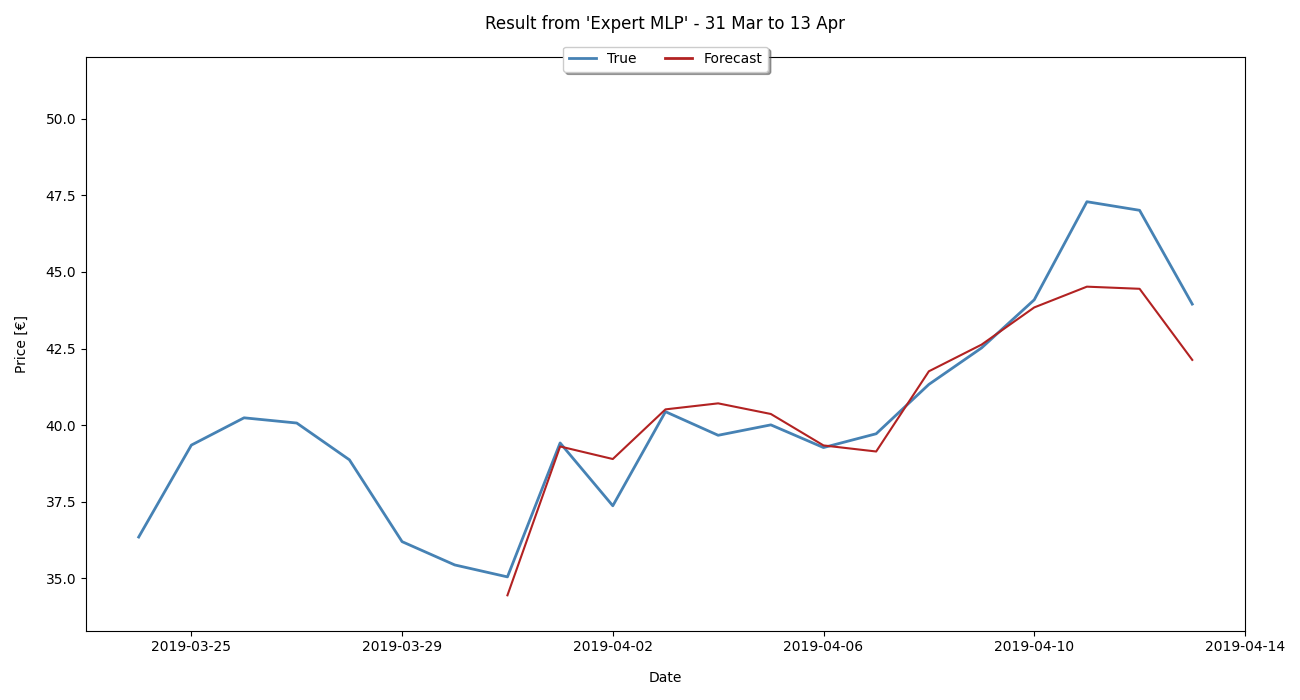 Result from 'Expert MLP' - 31 Mar to 13 Apr
True Forecast
50.0
47.5
45.0
42.5
40.0
37.5
35.0
Price [€]
2019-03-25 2019-03-29 2019-04-02 2019-04-06 2019-04-10 2019-04-14
Date